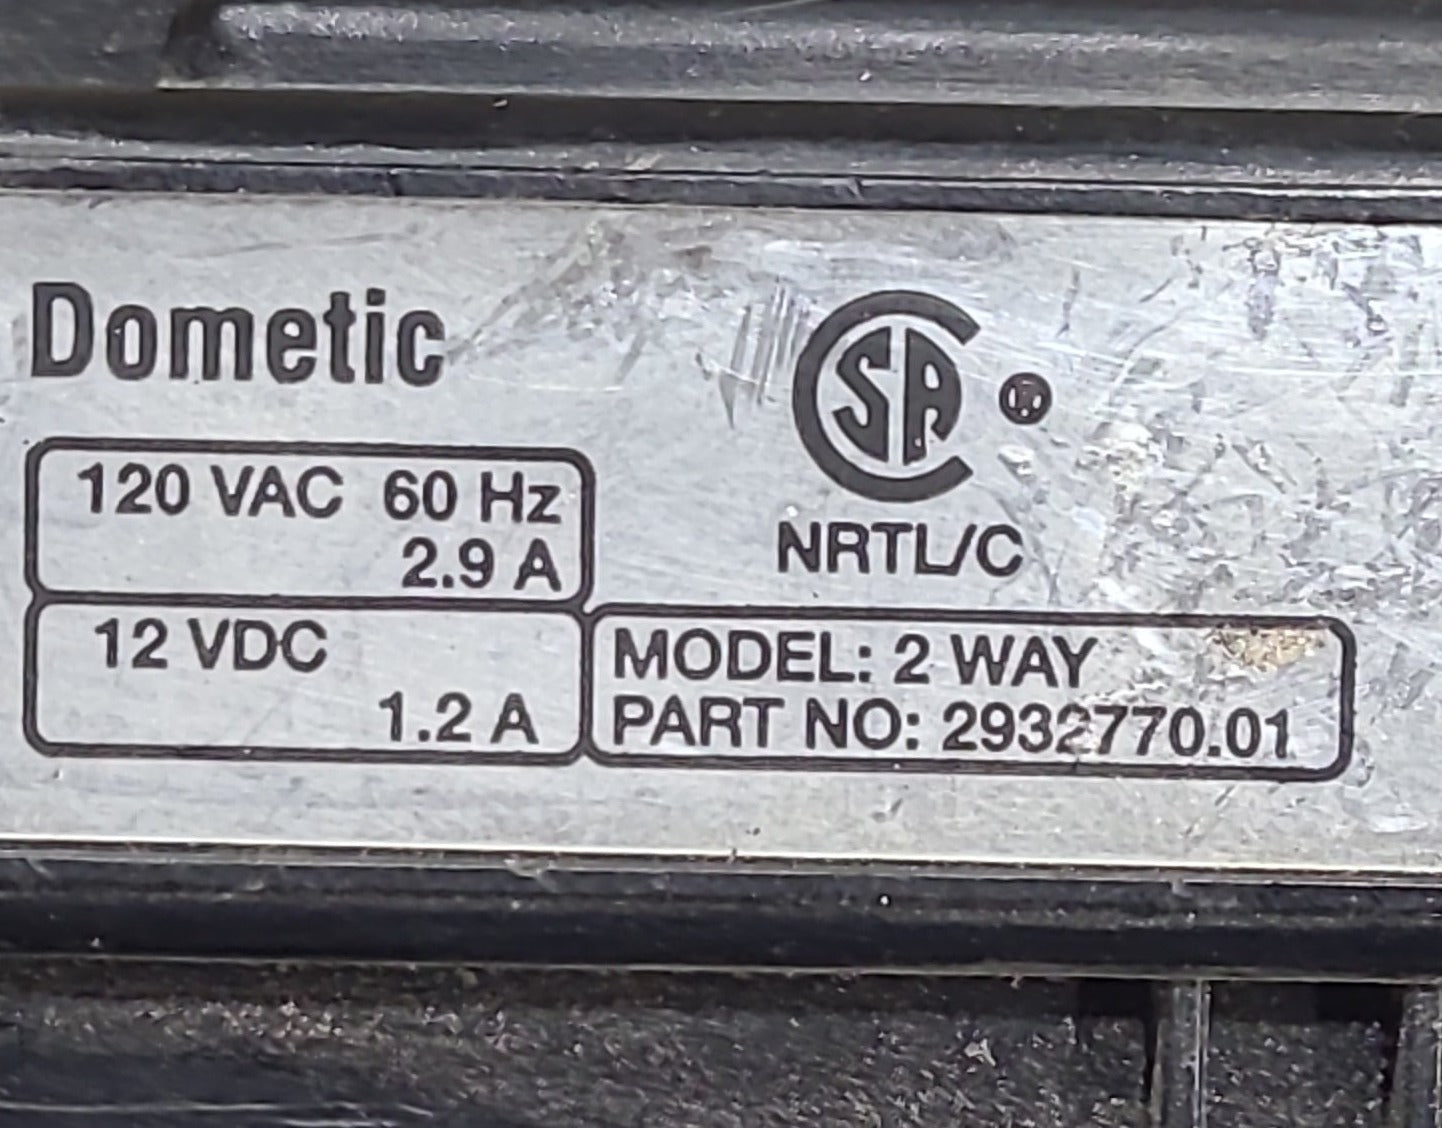 Dometic
CSA
NRTL/C
120 VAC 60 Hz
2.9 A
12 VDC
1.2 A
MODEL: 2 WAY
PART NO: 2932770.01